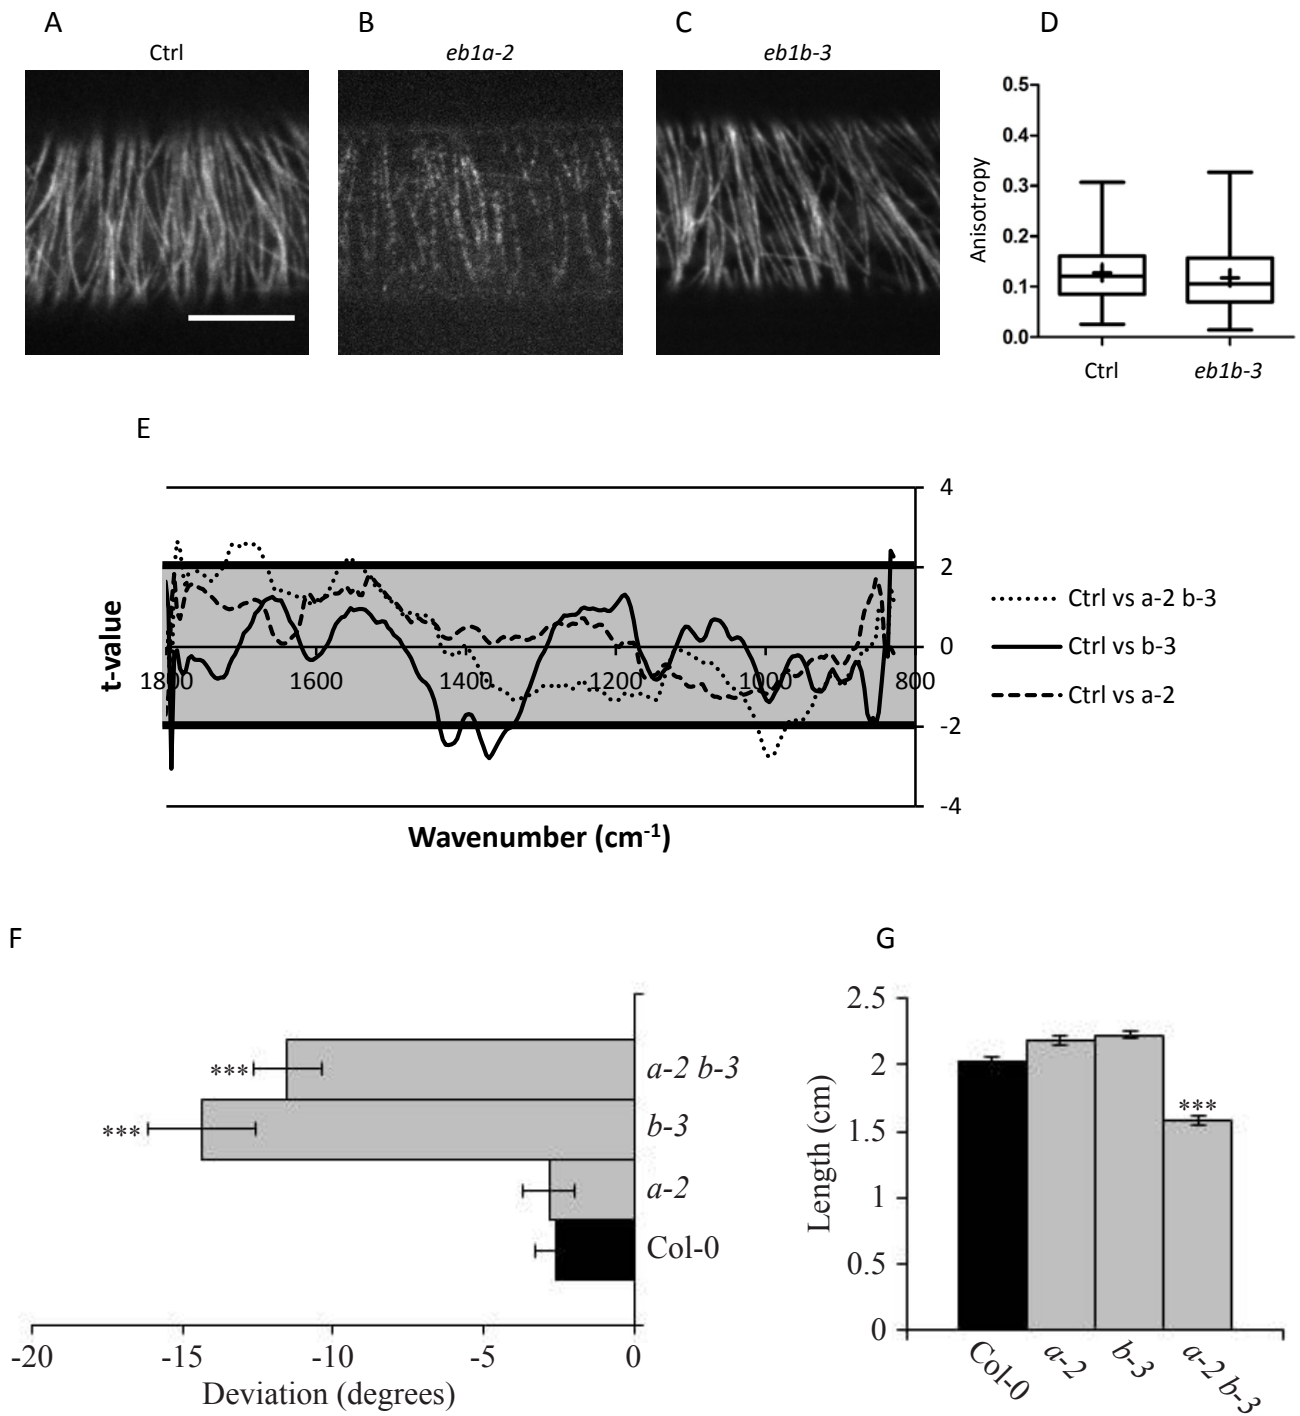 A
B
C
D
Ctrl
eb1a-2
eb1b-3
0.5
0.4
0.3
0.2
0.1
0.0
Anisotropy
Ctrl
eb1b-3
E
4
2
0
-2
-4
t-value
1800
1600
1400
1200
1000
800
Wavenumber (cm-1)
Ctrl vs a-2 b-3
Ctrl vs b-3
Ctrl vs a-2
F
***
***
a-2 b-3
b-3
a-2
Col-0
-20
-15
-10
-5
0
Deviation (degrees)
G
2.5
2
1.5
1
0.5
0
Length (cm)
***
Col-0
a-2
b-3
a-2 b-3